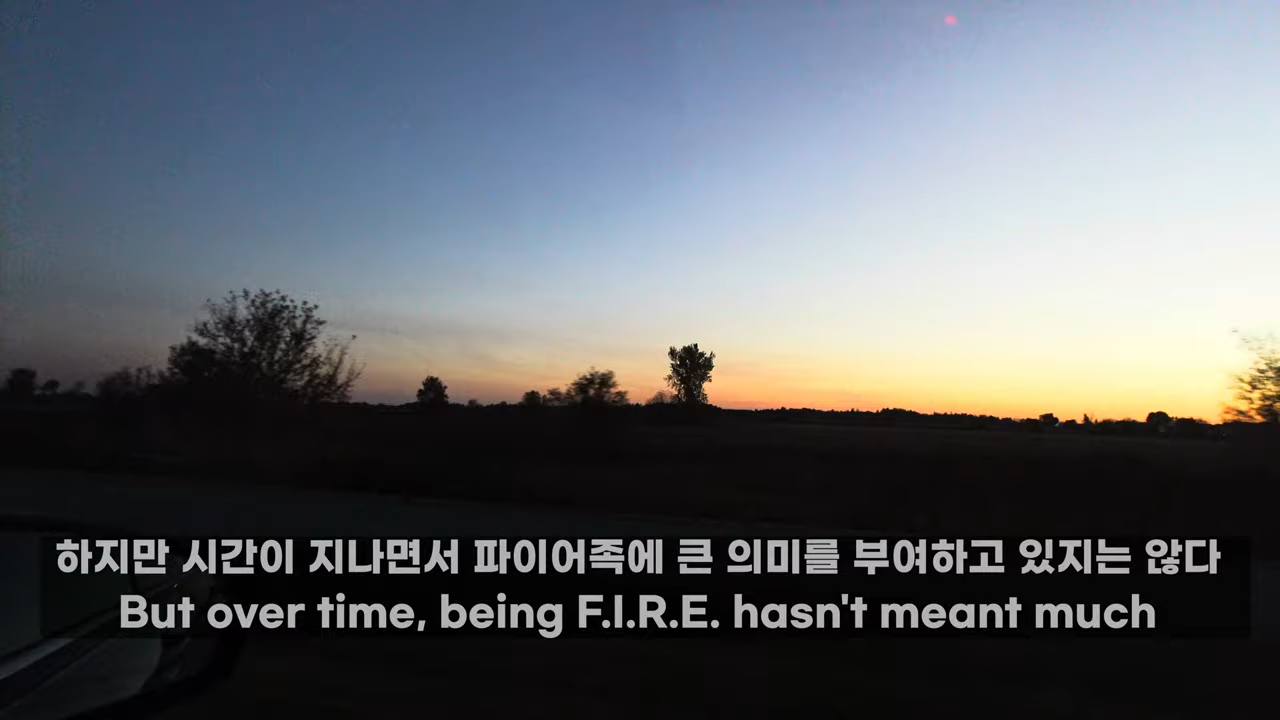 하지만 시간이 지나면서 파이어족에 큰 의미를 부여하고 있지는 않다
But over time, being F.I.R.E. hasn't meant much